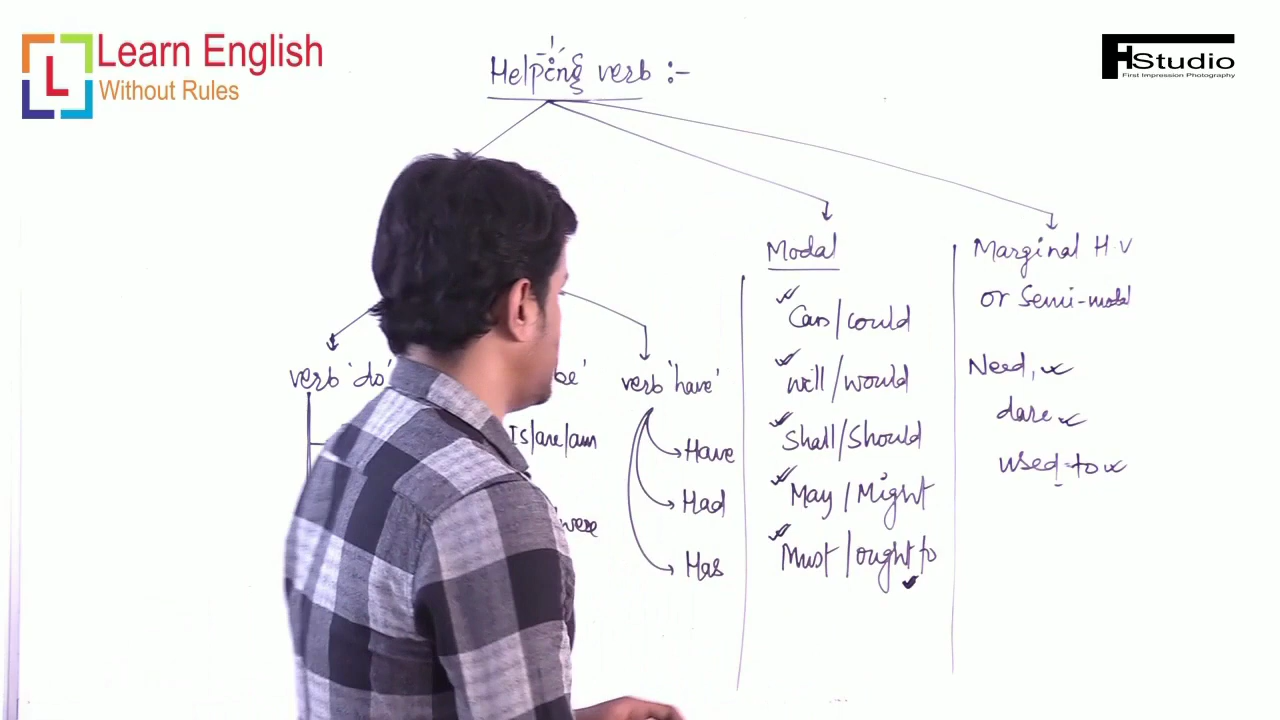 Learn English
Without Rules
HStudio
First Impression Photography
Helping verb :-
verb 'do'
be'
Is/are/am
were
verb 'have'
Have
Had
Has
Modal
Can/could
will/would
Shall/Should
May/Might
Must/ought to
Marginal H.V
or Semi-modal
Need,
dare
used-to